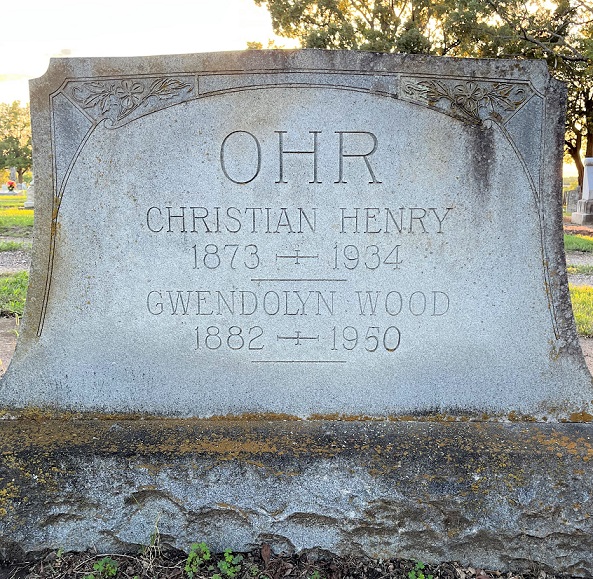 OHR
CHRISTIAN HENRY
1873 – 1934
GWENDOLYN WOOD
1882 – 1950